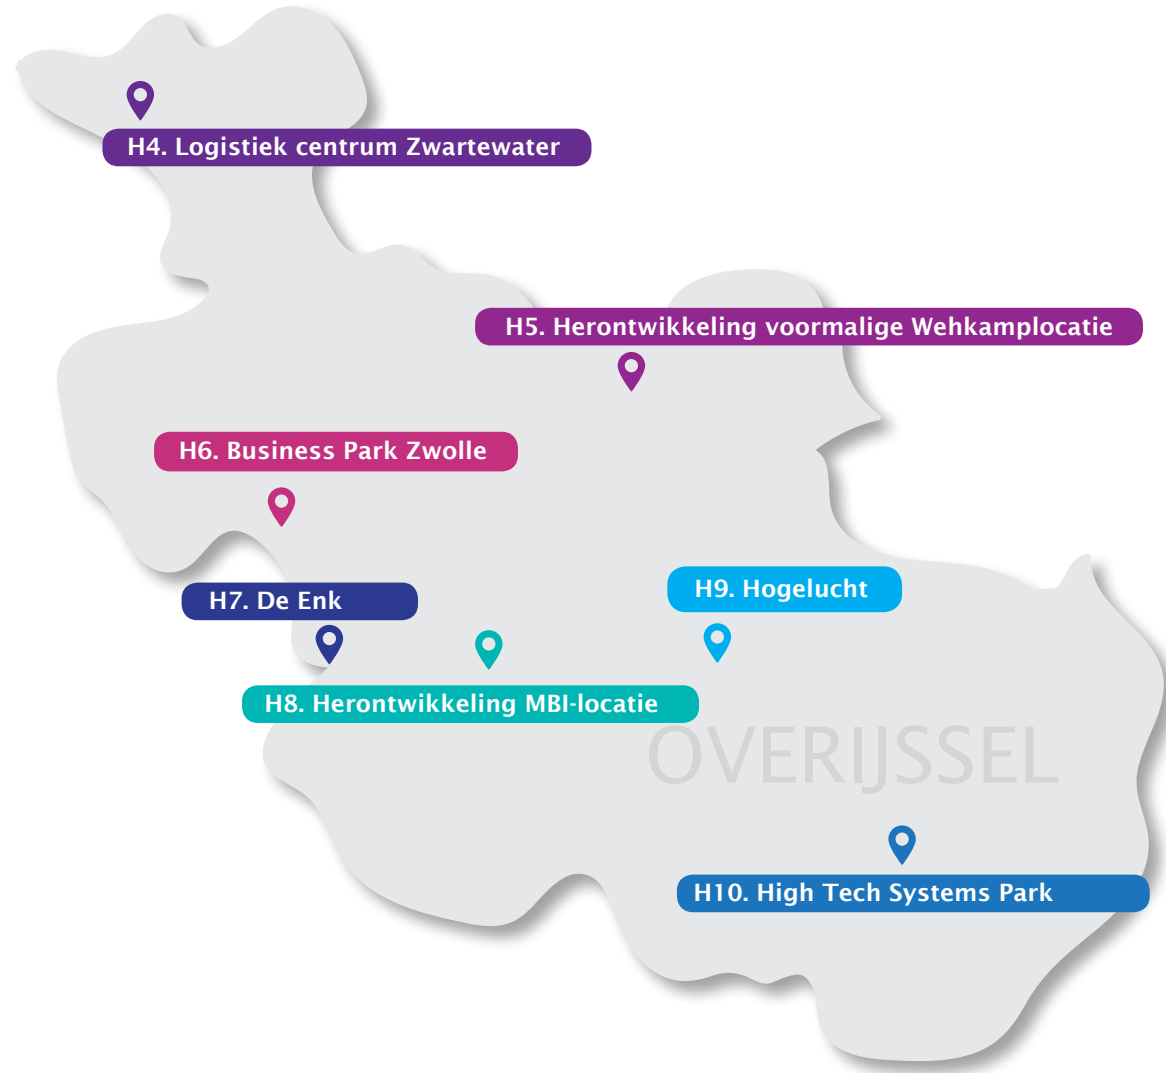 H4. Logistiek centrum Zwartewater
H5. Herontwikkeling voormalige Wehkamplocatie
H6. Business Park Zwolle
H7. De Enk
H9. Hogelucht
H8. Herontwikkeling MBI-locatie
OVERIJSSEL
H10. High Tech Systems Park